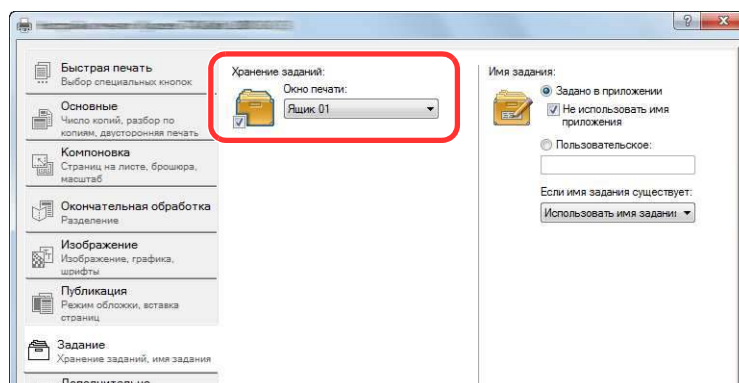 Быстрая печать
Выбор специальных кнопок
Основные
Число копий, разбор по
копиям, двусторонняя печать
Компоновка
Страниц на листе, брошюра,
масштаб
Окончательная обработка
Разделение
Изображение
Изображение, графика,
шрифты
Публикация
Режим обложки, вставка
страниц
Задание
Хранение заданий, имя задания
Дополнительно
Хранение заданий:
Окно печати:
Ящик 01
Имя задания:
Задано в приложении
Не использовать имя
приложения
Пользовательское:
Если имя задания существует:
Использовать имя задани